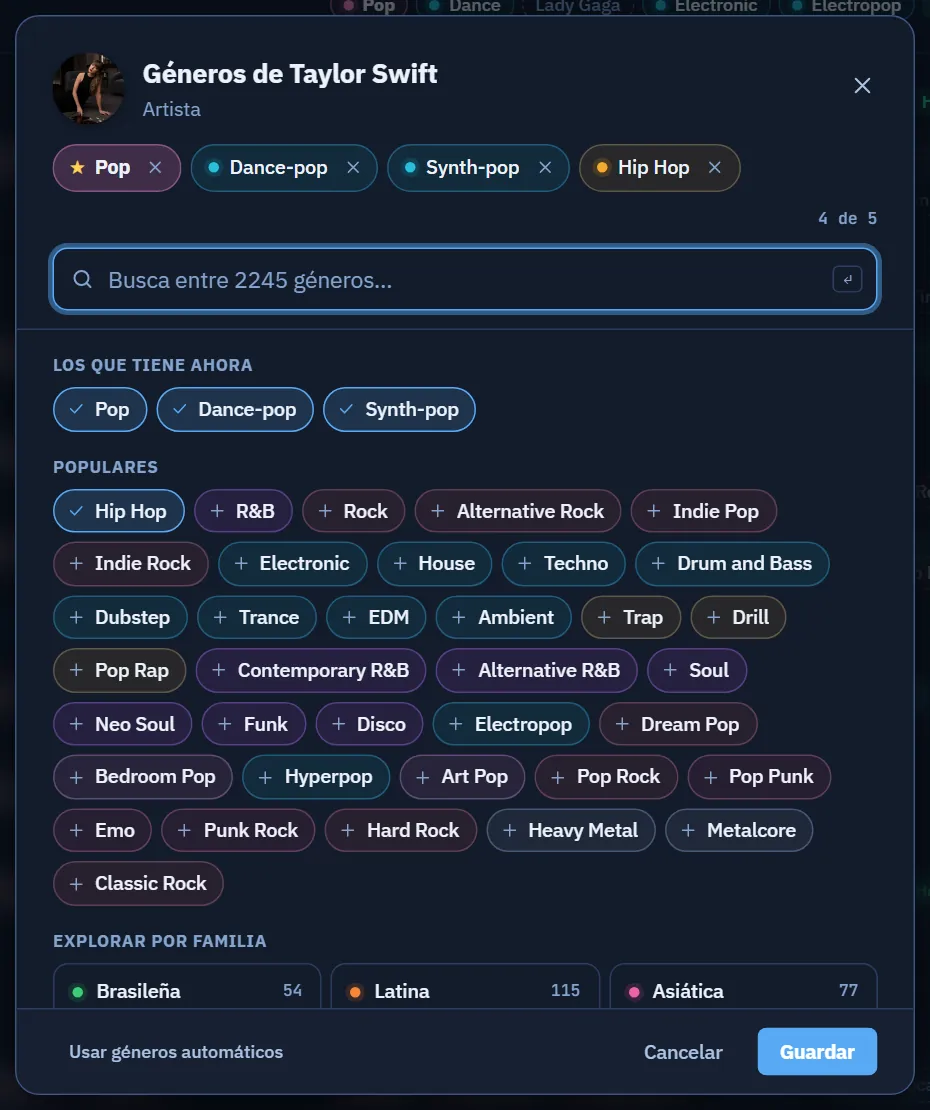 Pop Dance Lady Gaga Electronic Electropop
Géneros de Taylor Swift
Artista
Pop Dance-pop Synth-pop Hip Hop
4 de 5
Busca entre 2245 géneros...
LOS QUE TIENE AHORA
Pop Dance-pop Synth-pop
POPULARES
Hip Hop R&B Rock Alternative Rock Indie Pop
Indie Rock Electronic House Techno Drum and Bass
Dubstep Trance EDM Ambient Trap Drill
Pop Rap Contemporary R&B Alternative R&B Soul
Neo Soul Funk Disco Electropop Dream Pop
Bedroom Pop Hyperpop Art Pop Pop Rock Pop Punk
Emo Punk Rock Hard Rock Heavy Metal Metalcore
Classic Rock
EXPLORAR POR FAMILIA
Brasileña 54 Latina 115 Asiática 77
Usar géneros automáticos Cancelar Guardar